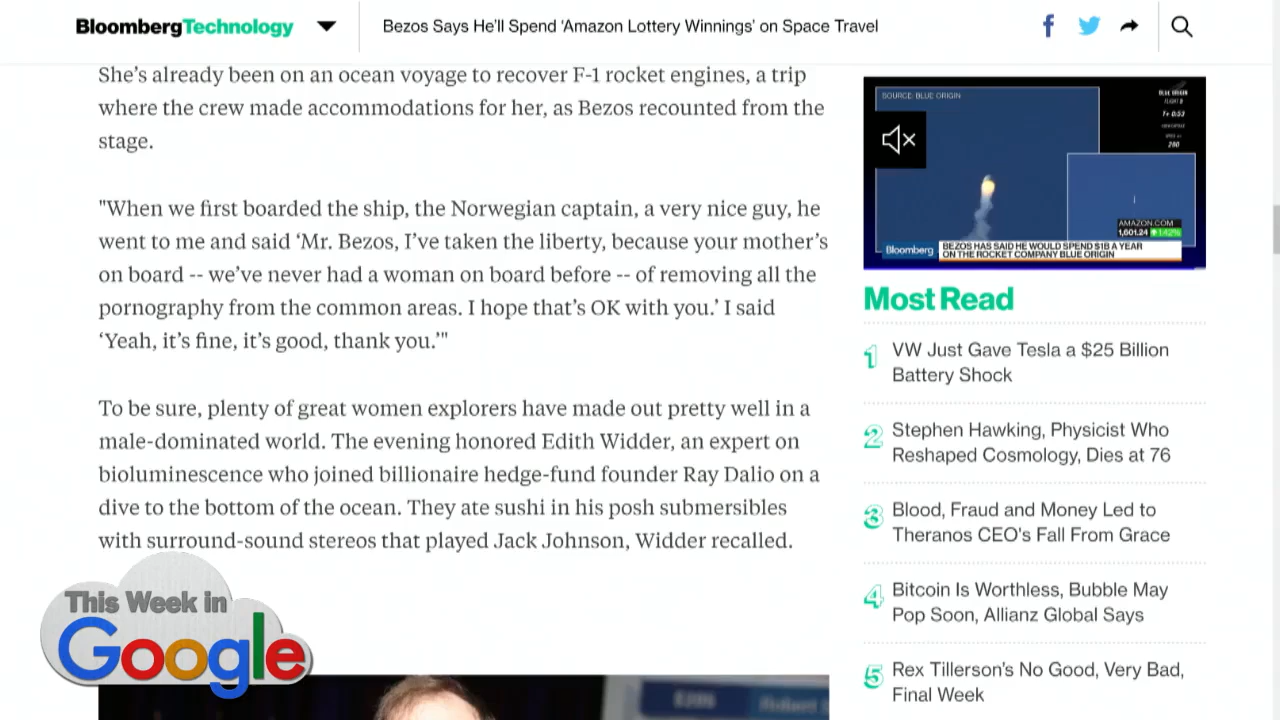 BloombergTechnology
Bezos Says He'll Spend ‘Amazon Lottery Winnings’ on Space Travel
She’s already been on an ocean voyage to recover F-1 rocket engines, a trip
where the crew made accommodations for her, as Bezos recounted from the
stage.
"When we first boarded the ship, the Norwegian captain, a very nice guy, he
went to me and said ‘Mr. Bezos, I’ve taken the liberty, because your mother’s
on board -- we’ve never had a woman on board before -- of removing all the
pornography from the common areas. I hope that’s OK with you.’ I said
‘Yeah, it’s fine, it’s good, thank you.’"
To be sure, plenty of great women explorers have made out pretty well in a
male-dominated world. The evening honored Edith Widder, an expert on
bioluminescence who joined billionaire hedge-fund founder Ray Dalio on a
dive to the bottom of the ocean. They ate sushi in his posh submersibles
with surround-sound stereos that played Jack Johnson, Widder recalled.
SOURCE: BLUE ORIGIN
BLUE ORIGIN
T+ 0:53
280
AMAZON.COM
1,601.24 1.42%
Bloomberg
BEZOS HAS SAID HE WOULD SPEND $1B A YEAR
ON THE ROCKET COMPANY BLUE ORIGIN
Most Read
1 VW Just Gave Tesla a $25 Billion
Battery Shock
2 Stephen Hawking, Physicist Who
Reshaped Cosmology, Dies at 76
3 Blood, Fraud and Money Led to
Theranos CEO's Fall From Grace
4 Bitcoin Is Worthless, Bubble May
Pop Soon, Allianz Global Says
5 Rex Tillerson's No Good, Very Bad,
Final Week
This Week in
Google